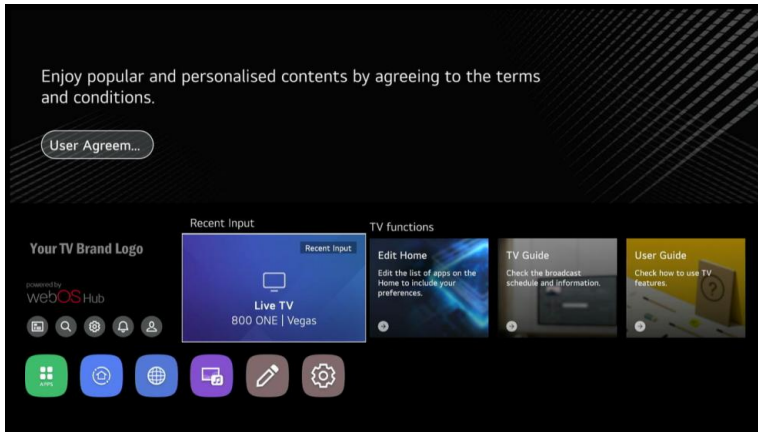 Enjoy popular and personalised contents by agreeing to the terms
and conditions.
User Agreem...
Recent Input
TV functions
Your TV Brand Logo
powered by
webOS Hub
Recent Input
Live TV
800 ONE | Vegas
Edit Home
Edit the list of apps on the
Home to include your
preferences.
TV Guide
Check the broadcast
schedule and information.
User Guide
Check how to use TV
features.
APPS